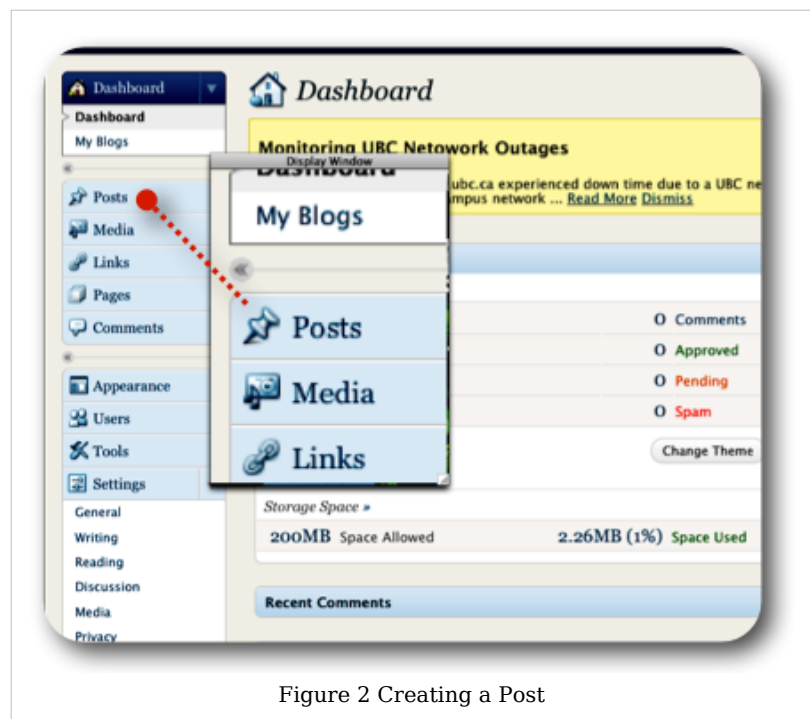 Dashboard
Dashboard
My Blogs
Posts
Media
Links
Pages
Comments
Appearance
Users
Tools
Settings
General
Writing
Reading
Discussion
Media
Privacy
Dashboard
Monitoring UBC Netowork Outages
ubc.ca experienced down time due to a UBC ne
mpus network ... Read More Dismiss
Display Window
Dashboard
My Blogs
Posts
Media
Links
0 Comments
0 Approved
0 Pending
0 Spam
Change Theme
Storage Space »
200MB Space Allowed 2.26MB (1%) Space Used
Recent Comments
Figure 2 Creating a Post